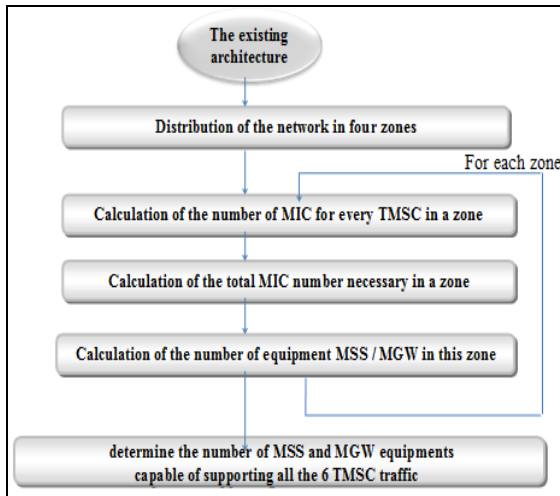 The existing
architecture
Distribution of the network in four zones
For each zone
Calculation of the number of MIC for every TMSC in a zone
Calculation of the total MIC number necessary in a zone
Calculation of the number of equipment MSS / MGW in this zone
determine the number of MSS and MGW equipments
capable of supporting all the 6 TMSC traffic